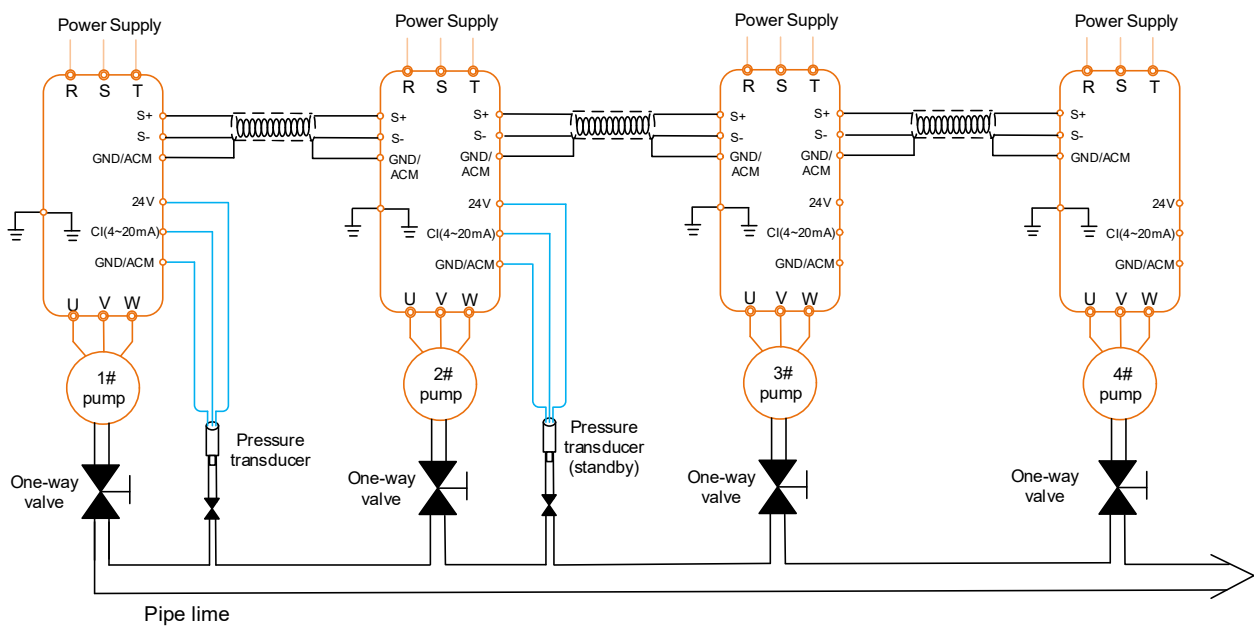 Power Supply
Power Supply
Power Supply
Power Supply
R S T
R S T
R S T
R S T
S+
S-
GND/ACM
24V
CI(4~20mA)
GND/ACM
U V W
1#
pump
Pressure
transducer
One-way
valve
S+
S-
GND/
ACM
S+
S-
GND/
ACM
24V
CI(4~20mA)
GND/ACM
U V W
2#
pump
Pressure
transducer
(standby)
One-way
valve
S+
S-
GND/
ACM
S+
S-
GND/
ACM
24V
CI(4~20mA)
GND/ACM
U V W
3#
pump
One-way
valve
S+
S-
GND/ACM
24V
CI(4~20mA)
GND/ACM
U V W
4#
pump
One-way
valve
Pipe lime